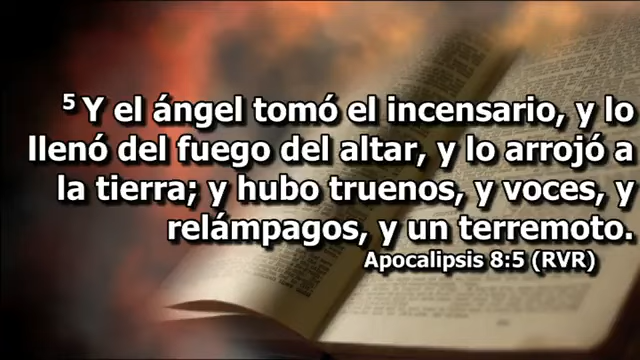 5 Y el ángel tomó el incensario, y lo
llenó del fuego del altar, y lo arrojó a
la tierra; y hubo truenos, y voces, y
relámpagos, y un terremoto.
Apocalipsis 8:5 (RVR)